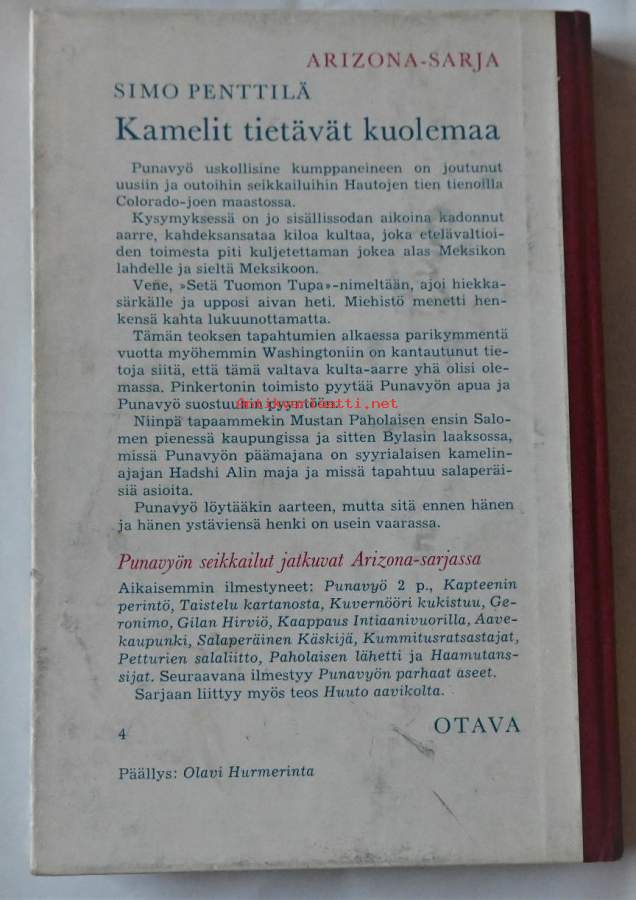 ARIZONA-SARJA
SIMO PENTTILÄ
Kamelit tietävät kuolemaa
Punavyö uskollisine kumppaneineen on joutunut
uusiin ja outoihin seikkailuihin Hautojen tien tienoilla
Colorado-joen maastossa.
Kysymyksessä on jo sisällissodan aikoina kadonnut
aarre, kahdeksansataa kiloa kultaa, joka etelävaltioi-
den toimesta piti kuljetettaman jokea alas Meksikon
lahdelle ja sieltä Meksikoon.
Vene, »Setä Tuomon Tupa»-nimeltään, ajoi hiekka-
särkälle ja upposi aivan heti. Miehistö menetti hen-
kensä kahta lukuunottamatta.
Tämän teoksen tapahtumien alkaessa parikymmentä
vuotta myöhemmin Washingtoniin on kantautunut tie-
toja siitä, että tämä valtava kulta-aarre yhä olisi ole-
massa. Pinkertonin toimisto pyytää Punavyön apua ja
Punavyö suostuukin pyyntöön.
Antikvariantti.net
Niinpä tapaammekin Mustan Paholaisen ensin Salo-
men pienessä kaupungissa ja sitten Bylasin laaksossa,
missä Punavyön päämajana on syyrialaisen kamelin-
ajajan Hadshi Alin maja ja missä tapahtuu salaperäi-
siä asioita.
Punavyö löytääkin aarteen, mutta sitä ennen hänen
ja hänen ystäviensä henki on usein vaarassa.
Punavyön seikkailut jatkuvat Arizona-sarjassa
Aikaisemmin ilmestyneet: Punavyö 2 p., Kapteenin
perintö, Taistelu kartanosta, Kuvernööri kukistuu, Ge-
ronimo, Gilan Hirviö, Kaappaus Intiaanivuorilla, Aave-
kaupunki, Salaperäinen Käskijä, Kummitusratsastajat,
Petturien salaliitto, Paholaisen lähetti ja Haamutans-
sijat. Seuraavana ilmestyy Punavyön parhaat aseet.
Sarjaan liittyy myös teos Huuto aavikolta.
4
OTAVA
Päällys: Olavi Hurmerinta